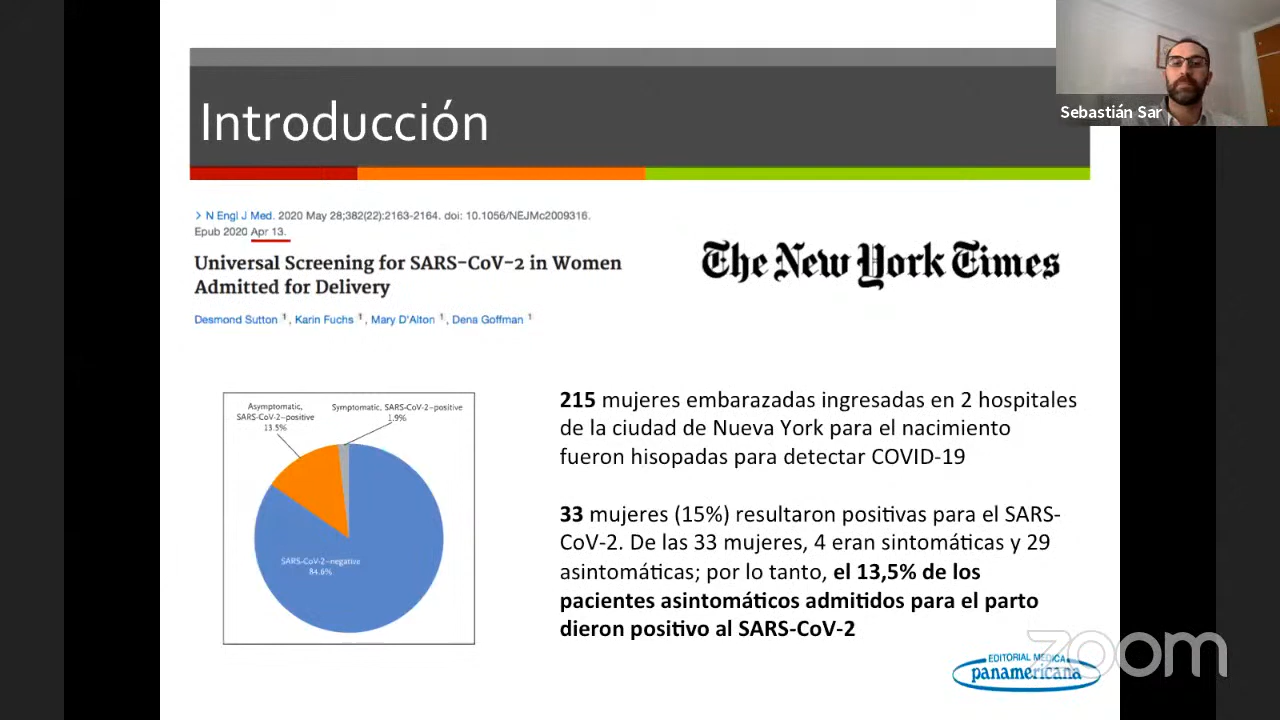 Introducción
Sebastián Sar
> N Engl J Med. 2020 May 28;382(22):2163-2164. doi: 10.1056/NEJMc2009316.
Epub 2020 Apr 13.
Universal Screening for SARS-CoV-2 in Women
Admitted for Delivery
Desmond Sutton 1, Karin Fuchs 1, Mary D'Alton 1, Dena Goffman 1
The New York Times
Asymptomatic,
SARS-CoV-2–positive
13.5%
Symptomatic, SARS-CoV-2–positive
1.9%
SARS-CoV-2–negative
84.6%
215 mujeres embarazadas ingresadas en 2 hospitales
de la ciudad de Nueva York para el nacimiento
fueron hisopadas para detectar COVID-19
33 mujeres (15%) resultaron positivas para el SARS-
CoV-2. De las 33 mujeres, 4 eran sintomáticas y 29
asintomáticas; por lo tanto, el 13,5% de los
pacientes asintomáticos admitidos para el parto
dieron positivo al SARS-CoV-2
EDITORIAL MEDICA
panamericana
zoom